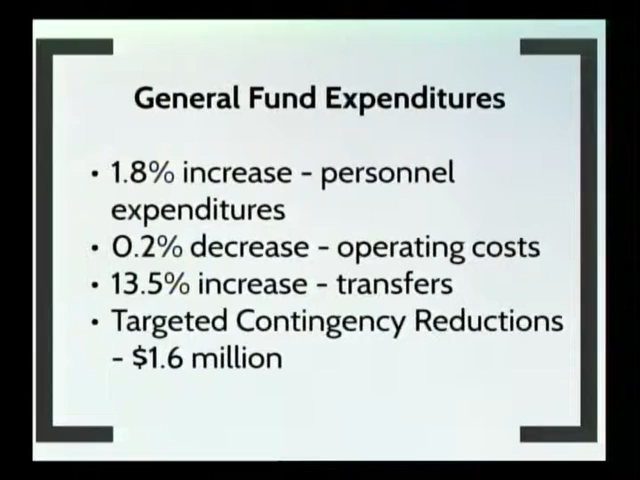 General Fund Expenditures
• 1.8% increase – personnel
expenditures
• 0.2% decrease – operating costs
• 13.5% increase – transfers
• Targeted Contingency Reductions
– $1.6 million